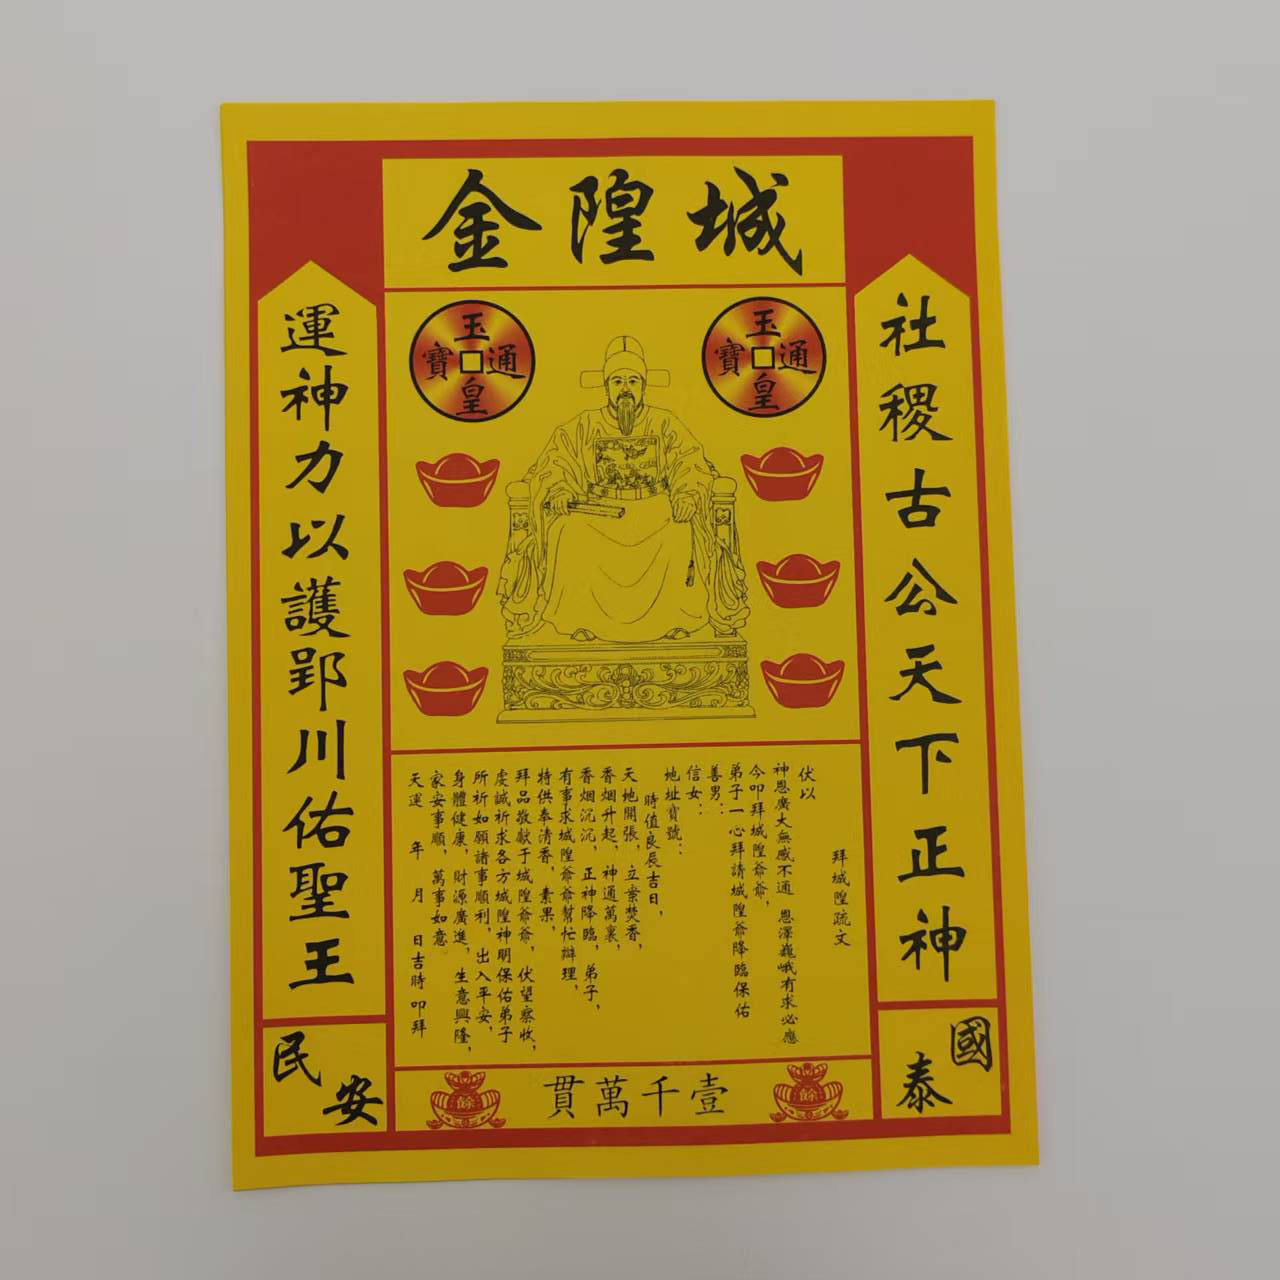 城隍金
社稷古公天下正神
運神力以護郢川佑聖王
玉皇通寶
玉皇通寶
拜城隍疏文
伏以
神恩廣大無感不通　恩澤巍峨有求必應
今叩拜城隍爺爺，
弟子一心拜請城隍爺降臨保佑
善男：
信女：
地址寶號：
時值良辰吉日，
天地開張，立案焚香，
香烟升起，神通萬裏，
香烟沉沉，正神降臨，弟子，
有事求城隍爺爺幫忙辦理，
特供奉清香，素果，
拜品敬獻于城隍爺爺，伏望察收，
虔誠祈求各方城隍神明保佑弟子
所祈如願諸事順利，出入平安，
身體健康，財源廣進，生意興隆，
家安事順，萬事如意
天運　年　月　日吉時叩拜
國泰
民安
餘
壹千萬貫
餘